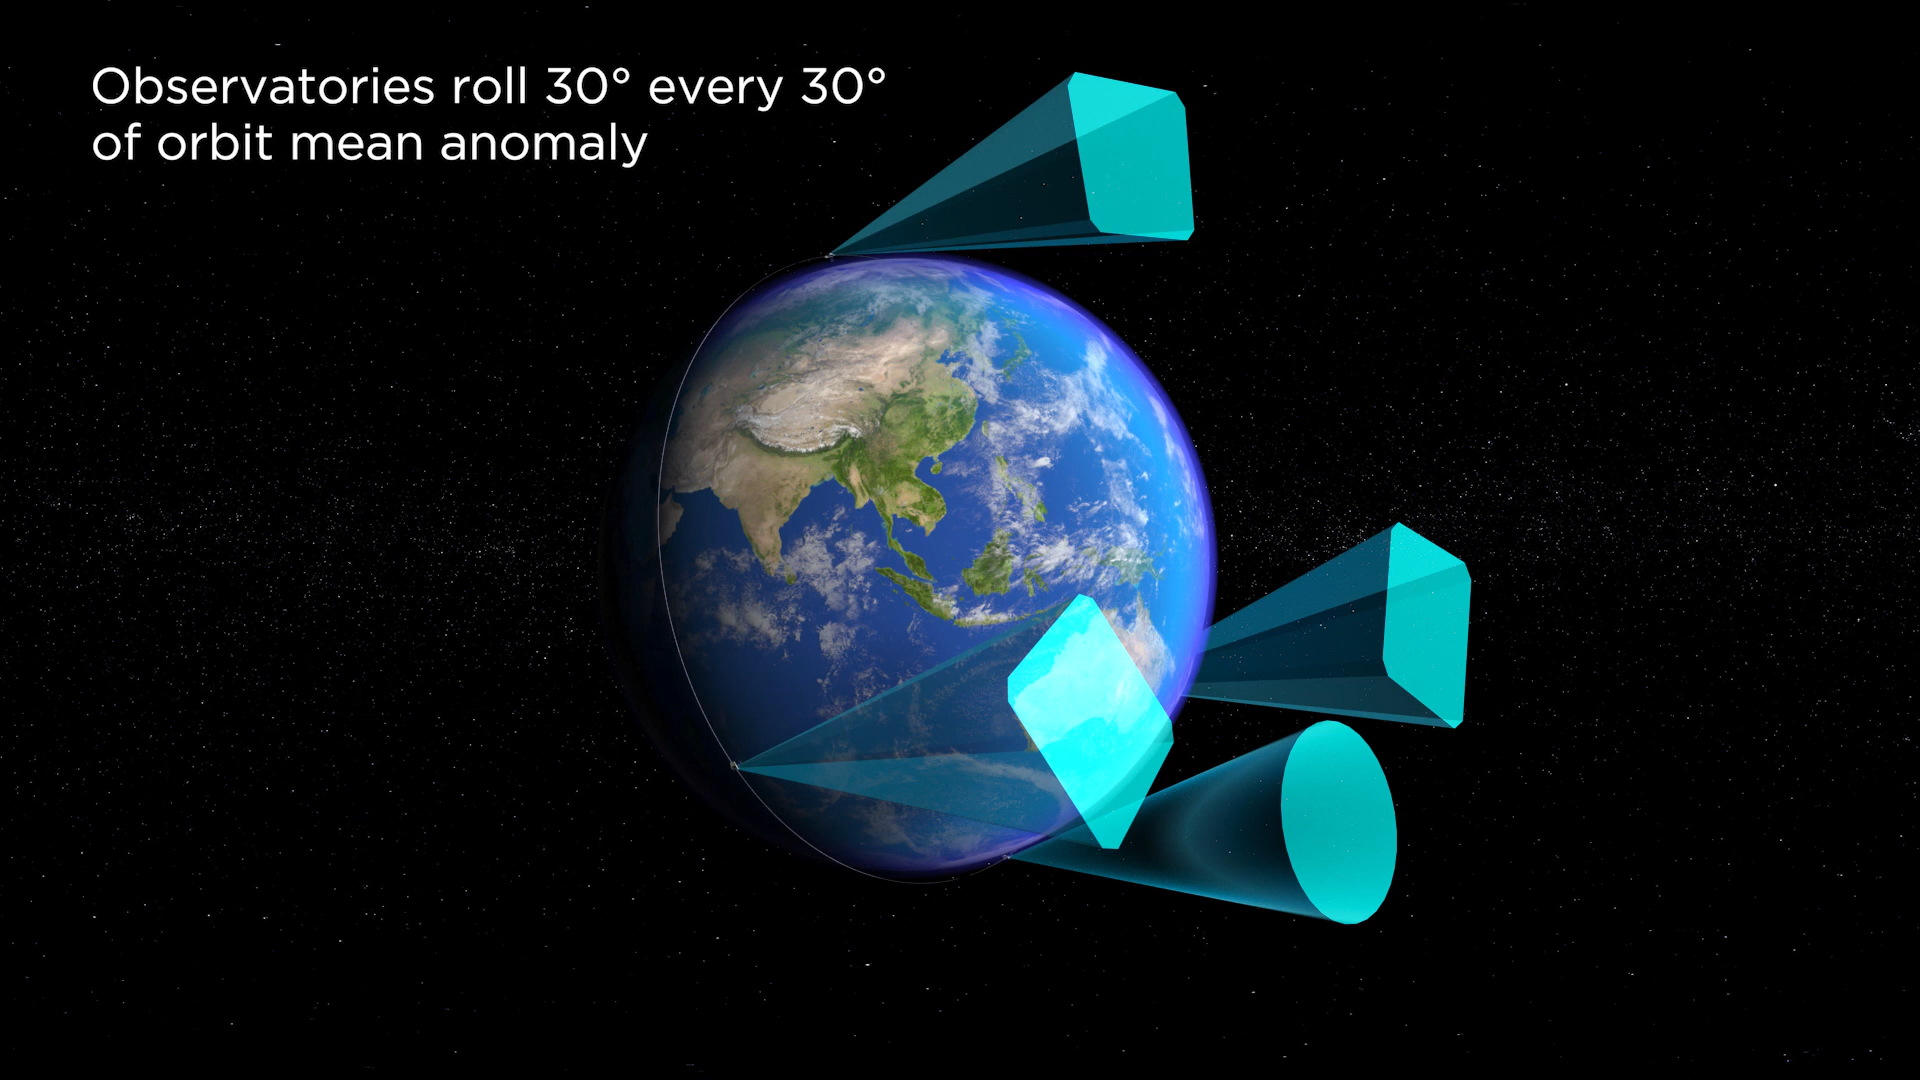 Observatories roll 30° every 30°
of orbit mean anomaly